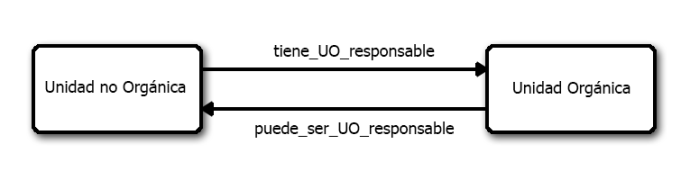 tiene_UO_responsable
Unidad no Orgánica
Unidad Orgánica
puede_ser_UO_responsable